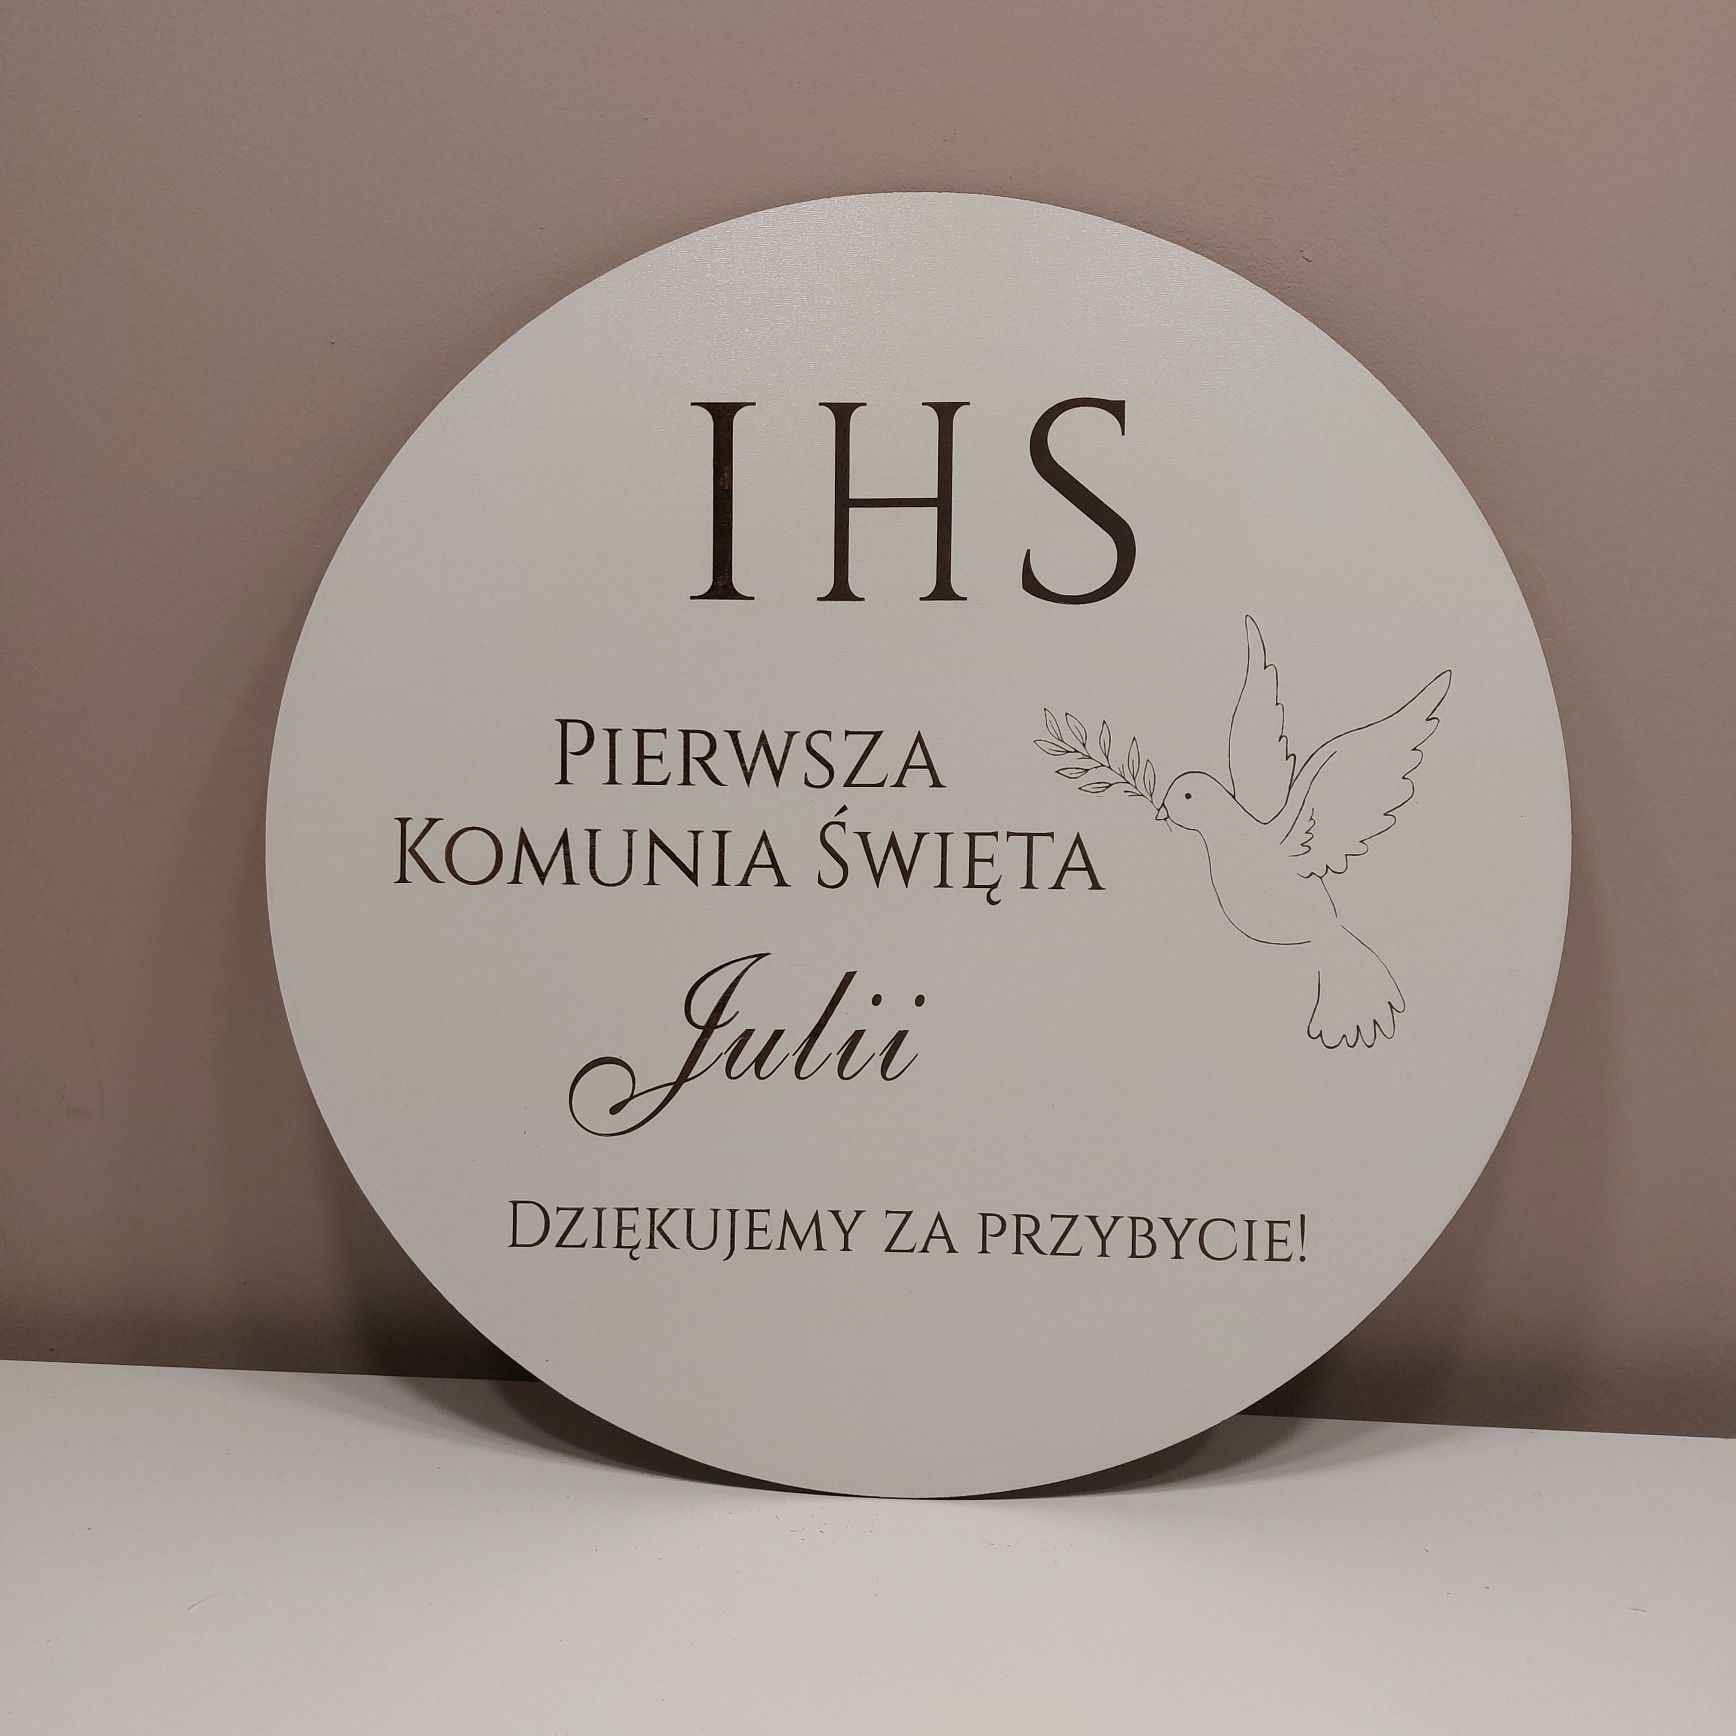 IHS
Pierwsza
Komunia Święta
Julii
Dziękujemy za przybycie!